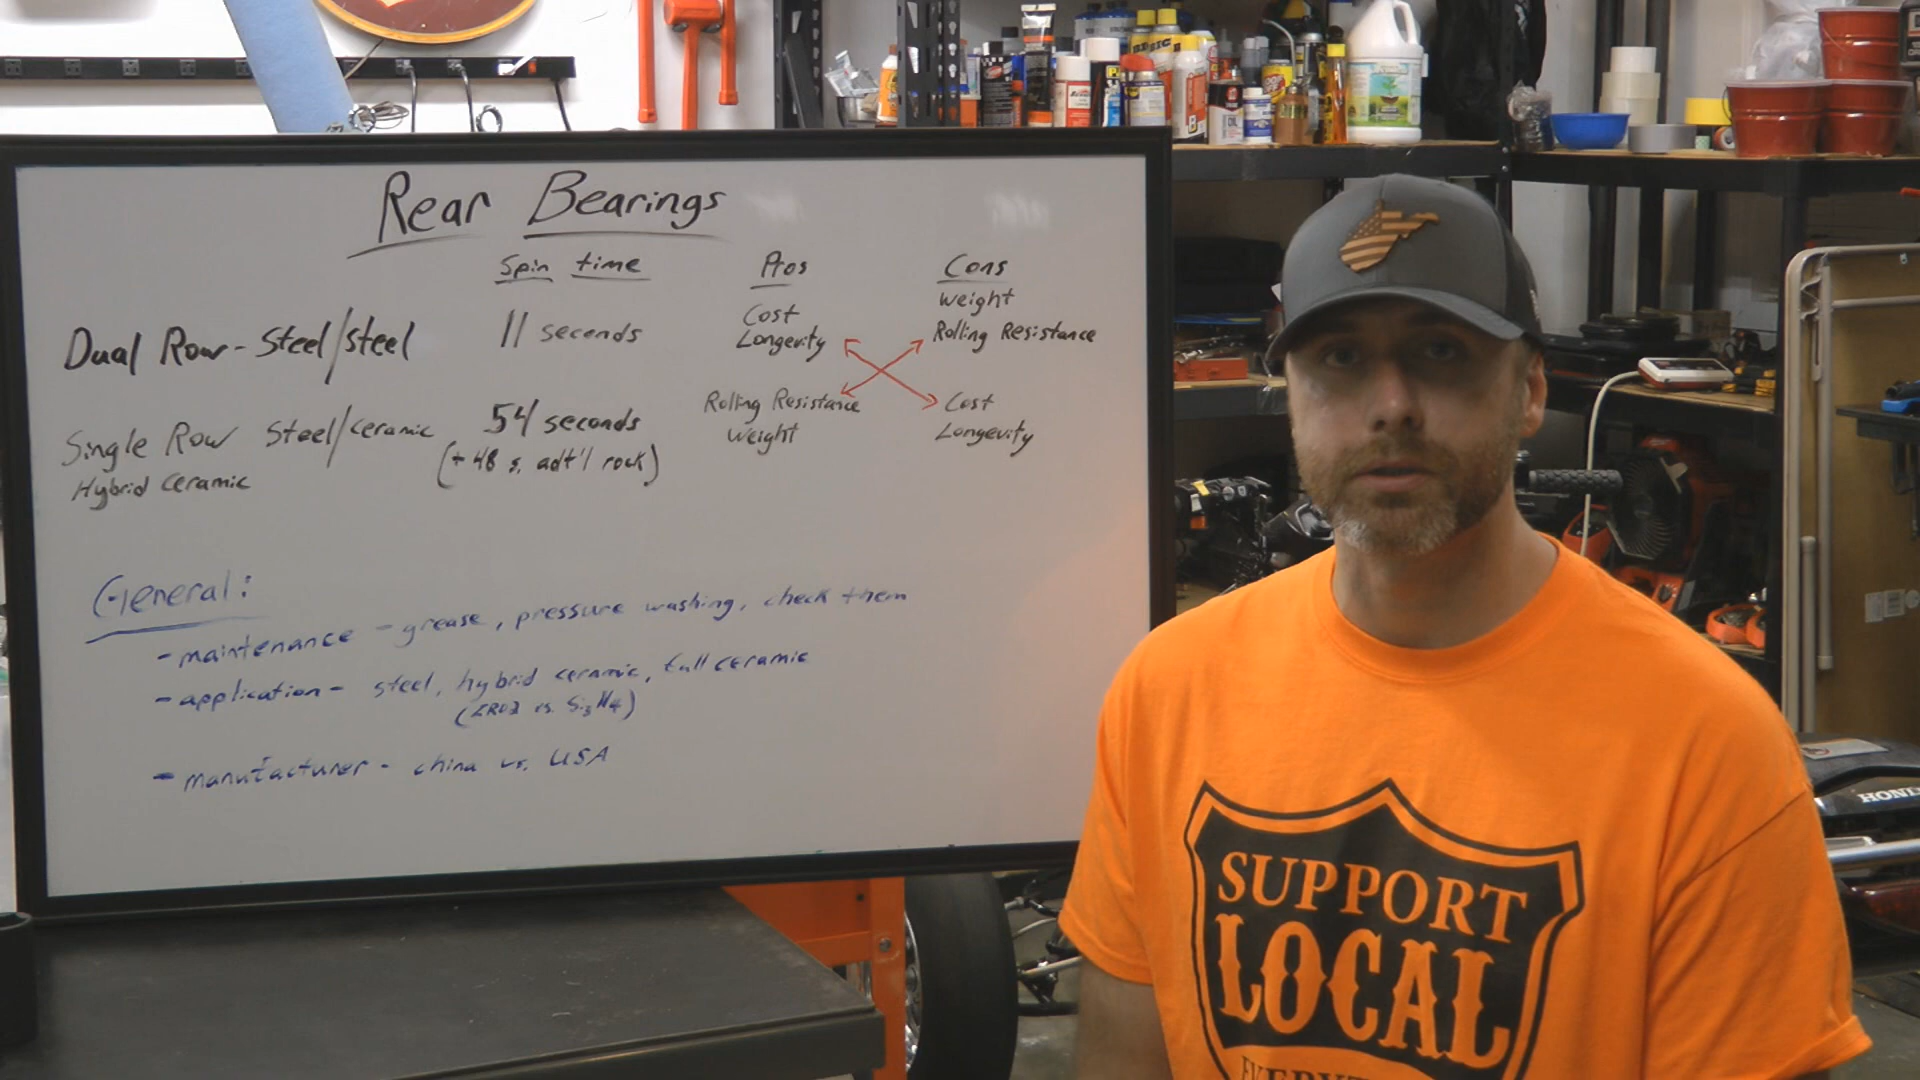 Rear Bearings
Spin time
Pros
Cons
Dual Row - Steel/steel
11 seconds
Cost
Longevity
Weight
Rolling Resistance
Single Row Steel/ceramic
Hybrid Ceramic
54 seconds
(+ 48 s. adt'l rock)
Rolling Resistance
Weight
Cost
Longevity
General:
- maintenance - grease, pressure washing, check them
- application - steel, hybrid ceramic, full ceramic
(ZRO2 vs. Si3N4)
- manufacturer - china vs. USA
SUPPORT
LOCAL
HON